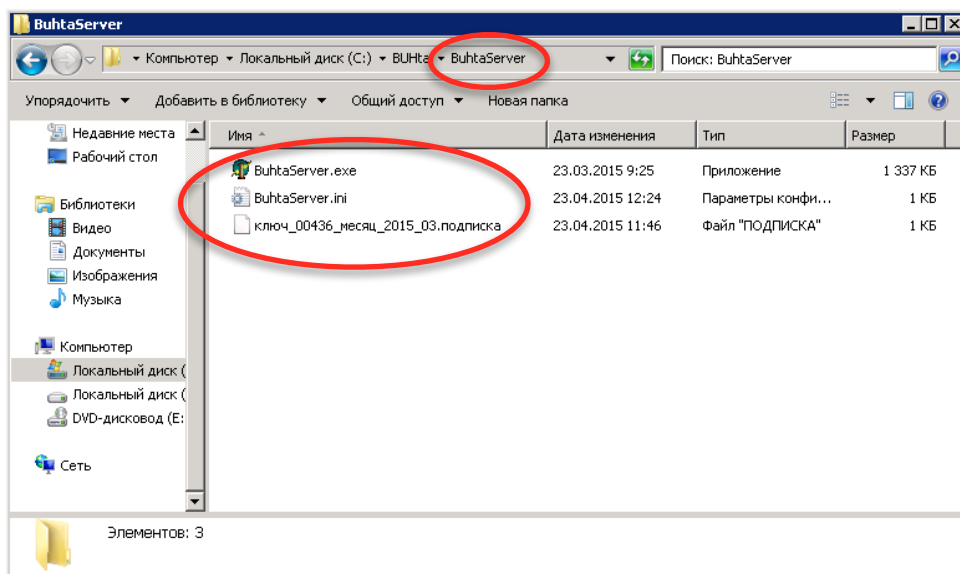 BuhtaServer
Компьютер Локальный диск (C:) BUHta BuhtaServer Поиск: BuhtaServer
Упорядочить Добавить в библиотеку Общий доступ Новая папка
Недавние места
Рабочий стол
Библиотеки
Видео
Документы
Изображения
Музыка
Компьютер
Локальный диск (
Локальный диск (
DVD-дисковод (E:
Сеть
Имя Дата изменения Тип Размер
BuhtaServer.exe 23.03.2015 9:25 Приложение 1 337 КБ
BuhtaServer.ini 23.04.2015 12:24 Параметры конфи... 1 КБ
ключ_00436_месяц_2015_03.подписка 23.04.2015 11:46 Файл "ПОДПИСКА" 1 КБ
Элементов: 3